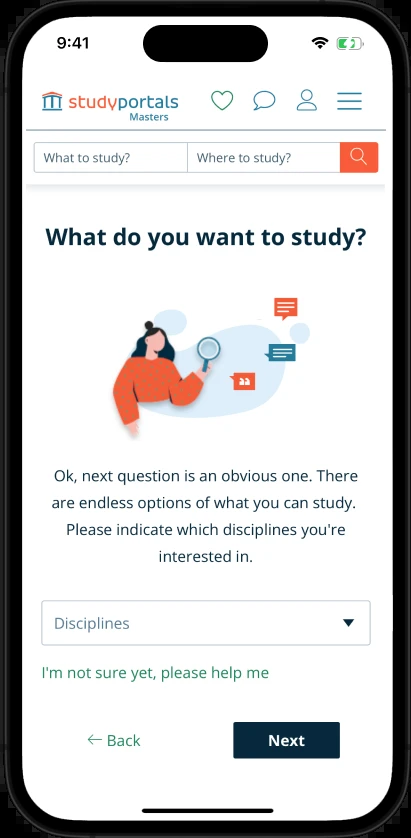 9:41
studyportals
Masters
What to study?
Where to study?
What do you want to study?
Ok, next question is an obvious one. There
are endless options of what you can study.
Please indicate which disciplines you're
interested in.
Disciplines
I'm not sure yet, please help me
Back
Next